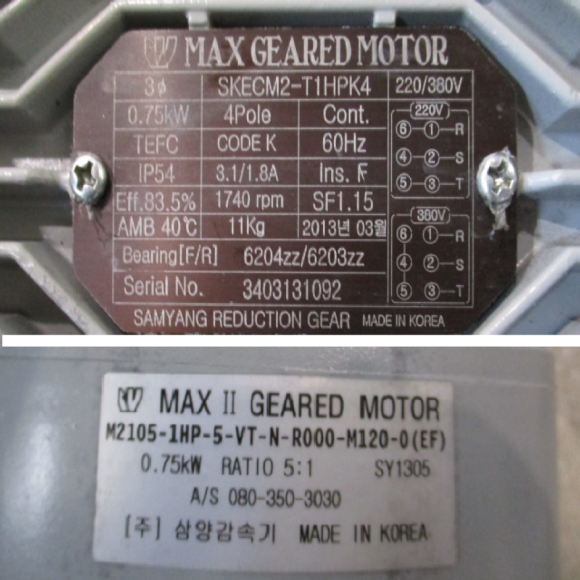 MAX GEARED MOTOR
3ø SKECM2-T1HPK4 220/380V
0.75kW 4Pole Cont.
TEFC CODE K 60Hz
IP54 3.1/1.8A Ins. F
Eff.83.5% 1740 rpm SF1.15
AMB 40℃ 11Kg 2013년 03월
Bearing[F/R] 6204zz/6203zz
Serial No. 3403131092
220V
⑥ ① R
④ ② S
⑤ ③ T
380V
⑥ ① R
④ ② S
⑤ ③ T
SAMYANG REDUCTION GEAR MADE IN KOREA
MAX II GEARED MOTOR
M2105-1HP-5-VT-N-R000-M120-0(EF)
0.75kW RATIO 5:1 SY1305
A/S 080-350-3030
[주] 삼양감속기 MADE IN KOREA